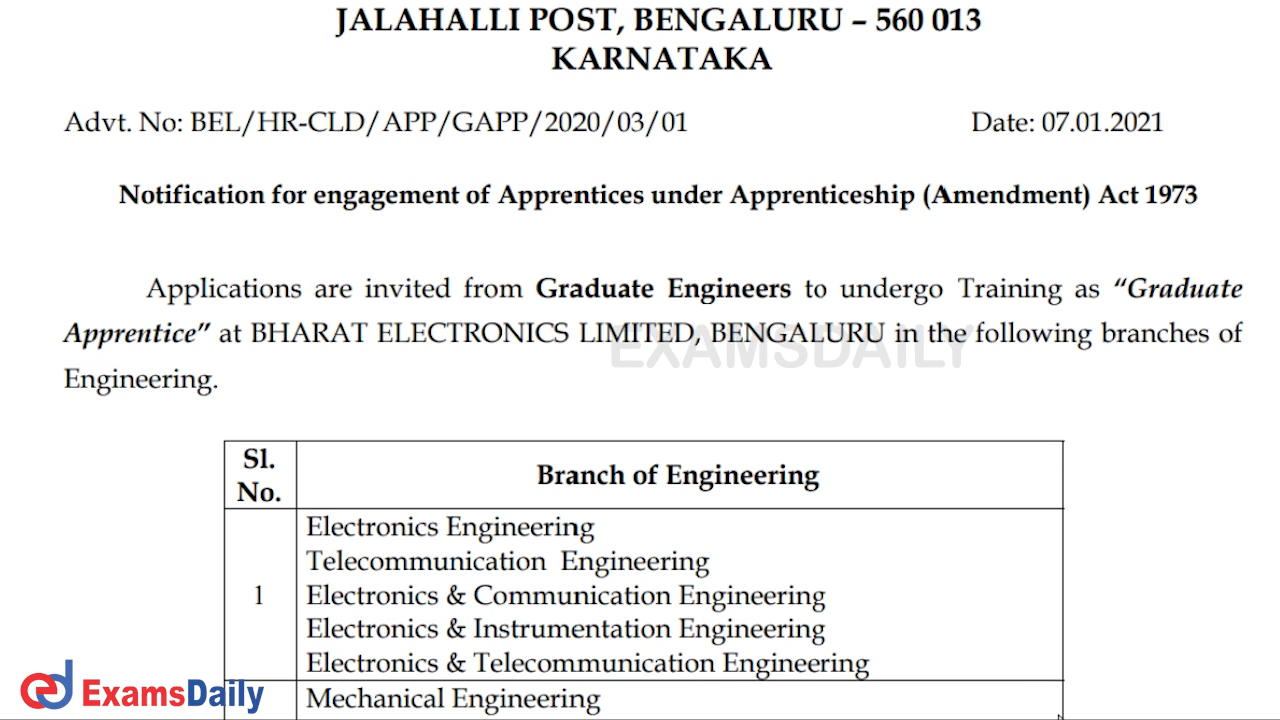 JALAHALLI POST, BENGALURU – 560 013
KARNATAKA
Advt. No: BEL/HR-CLD/APP/GAPP/2020/03/01 Date: 07.01.2021
Notification for engagement of Apprentices under Apprenticeship (Amendment) Act 1973
Applications are invited from Graduate Engineers to undergo Training as “Graduate
Apprentice” at BHARAT ELECTRONICS LIMITED, BENGALURU in the following branches of
EXAMSDAILY
Engineering.
Sl.
No.
Branch of Engineering
1
Electronics Engineering
Telecommunication Engineering
Electronics & Communication Engineering
Electronics & Instrumentation Engineering
Electronics & Telecommunication Engineering
Mechanical Engineering
ed ExamsDaily